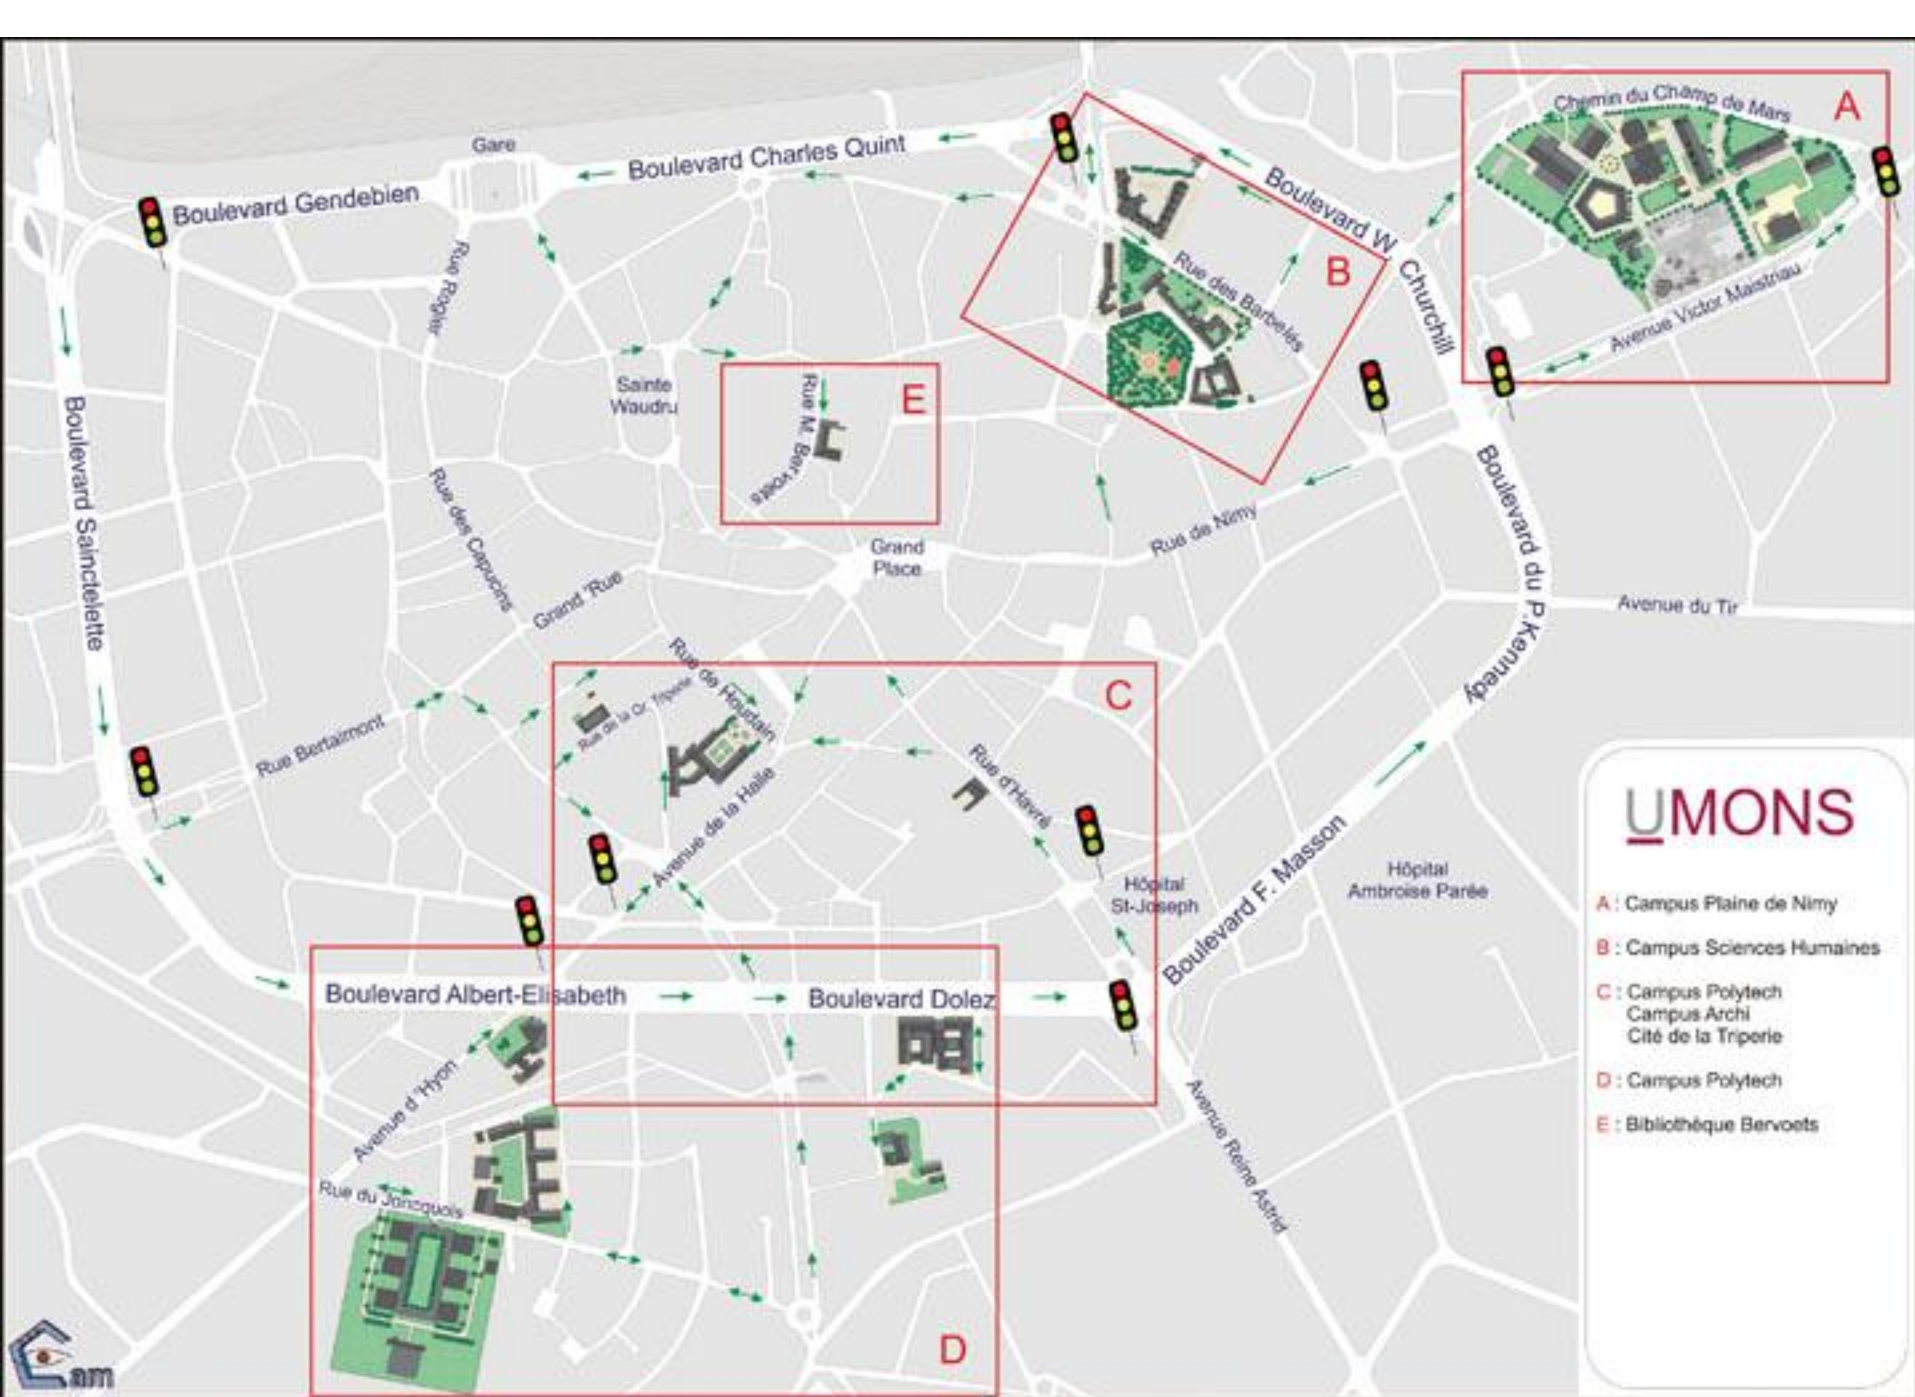 Chemin du Champ de Mars
A
Gare
Boulevard Charles Quint
Boulevard Gendebien
Boulevard W. Churchill
B
Rue des Barbelés
Rue Rogier
Avenue Victor Maistriau
Sainte
Waudru
Rue M. Bervoets
E
Boulevard Sainctelette
Rue des Capucins
Boulevard du P.Kennedy
Rue de Nimy
Grand
Place
Grand 'Rue
Avenue du Tir
Rue de Houdain
Rue de la Gr. Triperie
C
Rue Bertaimont
Rue d'Havré
Avenue de la Halle
Boulevard F. Masson
Hôpital
St-Joseph
Hôpital
Ambroise Parée
Boulevard Albert-Elisabeth
Boulevard Dolez
Avenue d 'Hyon
Avenue Reine Astrid
Rue du Joncquois
D
UMONS
A : Campus Plaine de Nimy
B : Campus Sciences Humaines
C : Campus Polytech
Campus Archi
Cité de la Triperie
D : Campus Polytech
E : Bibliothèque Bervoets
am